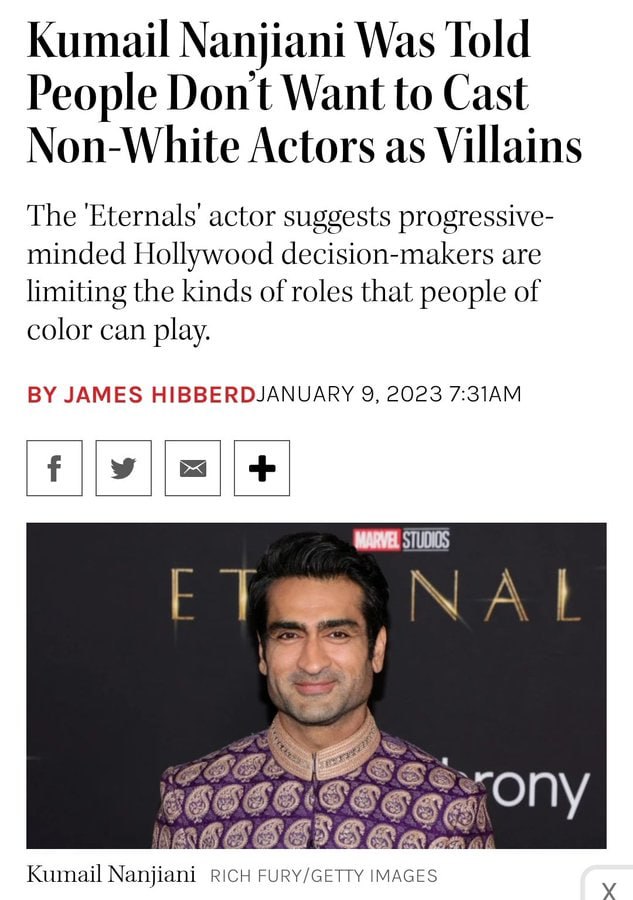 Kumail Nanjiani Was Told
People Don't Want to Cast
Non-White Actors as Villains
The 'Eternals' actor suggests progressive-
minded Hollywood decision-makers are
limiting the kinds of roles that people of
color can play.
BY JAMES HIBBERDJANUARY 9, 2023 7:31AM
f
MARVEL STUDIOS
ET NAL
rony
Kumail Nanjiani RICH FURY/GETTY IMAGES
X